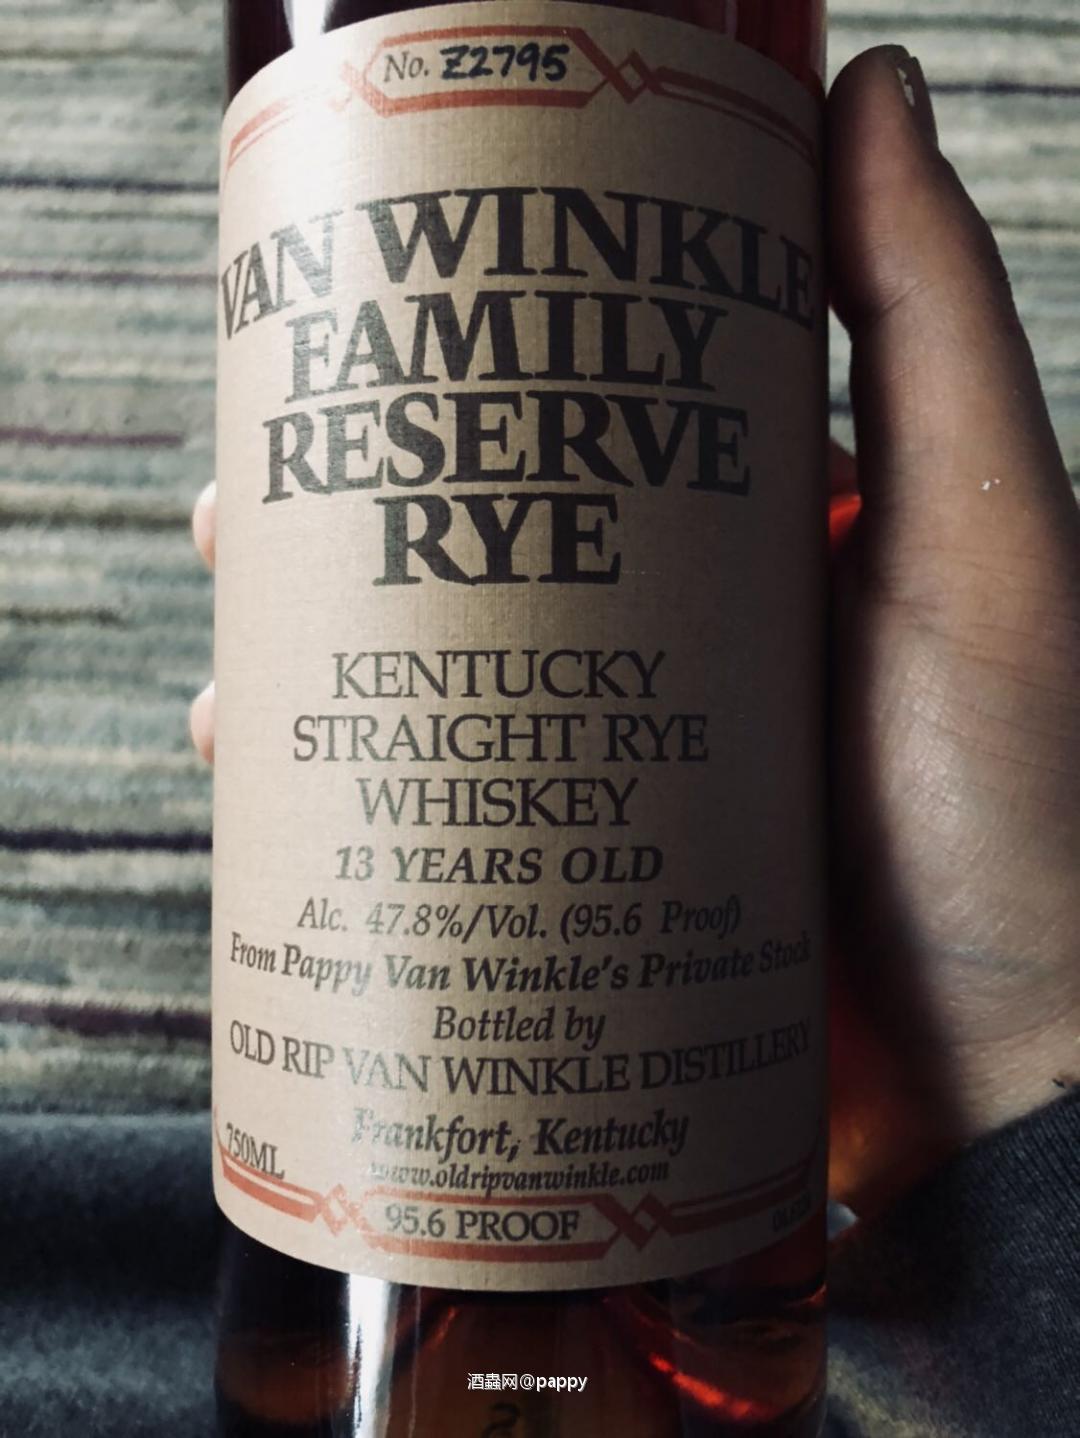 No. Z2795
VAN WINKLE
FAMILY
RESERVE
RYE
KENTUCKY
STRAIGHT RYE
WHISKEY
13 YEARS OLD
Alc. 47.8%/Vol. (95.6 Proof)
From Pappy Van Winkle's Private Stock
Bottled by
OLD RIP VAN WINKLE DISTILLERY
Frankfort, Kentucky
750ML
www.oldripvanwinkle.com
95.6 PROOF
酒蟲网@pappy